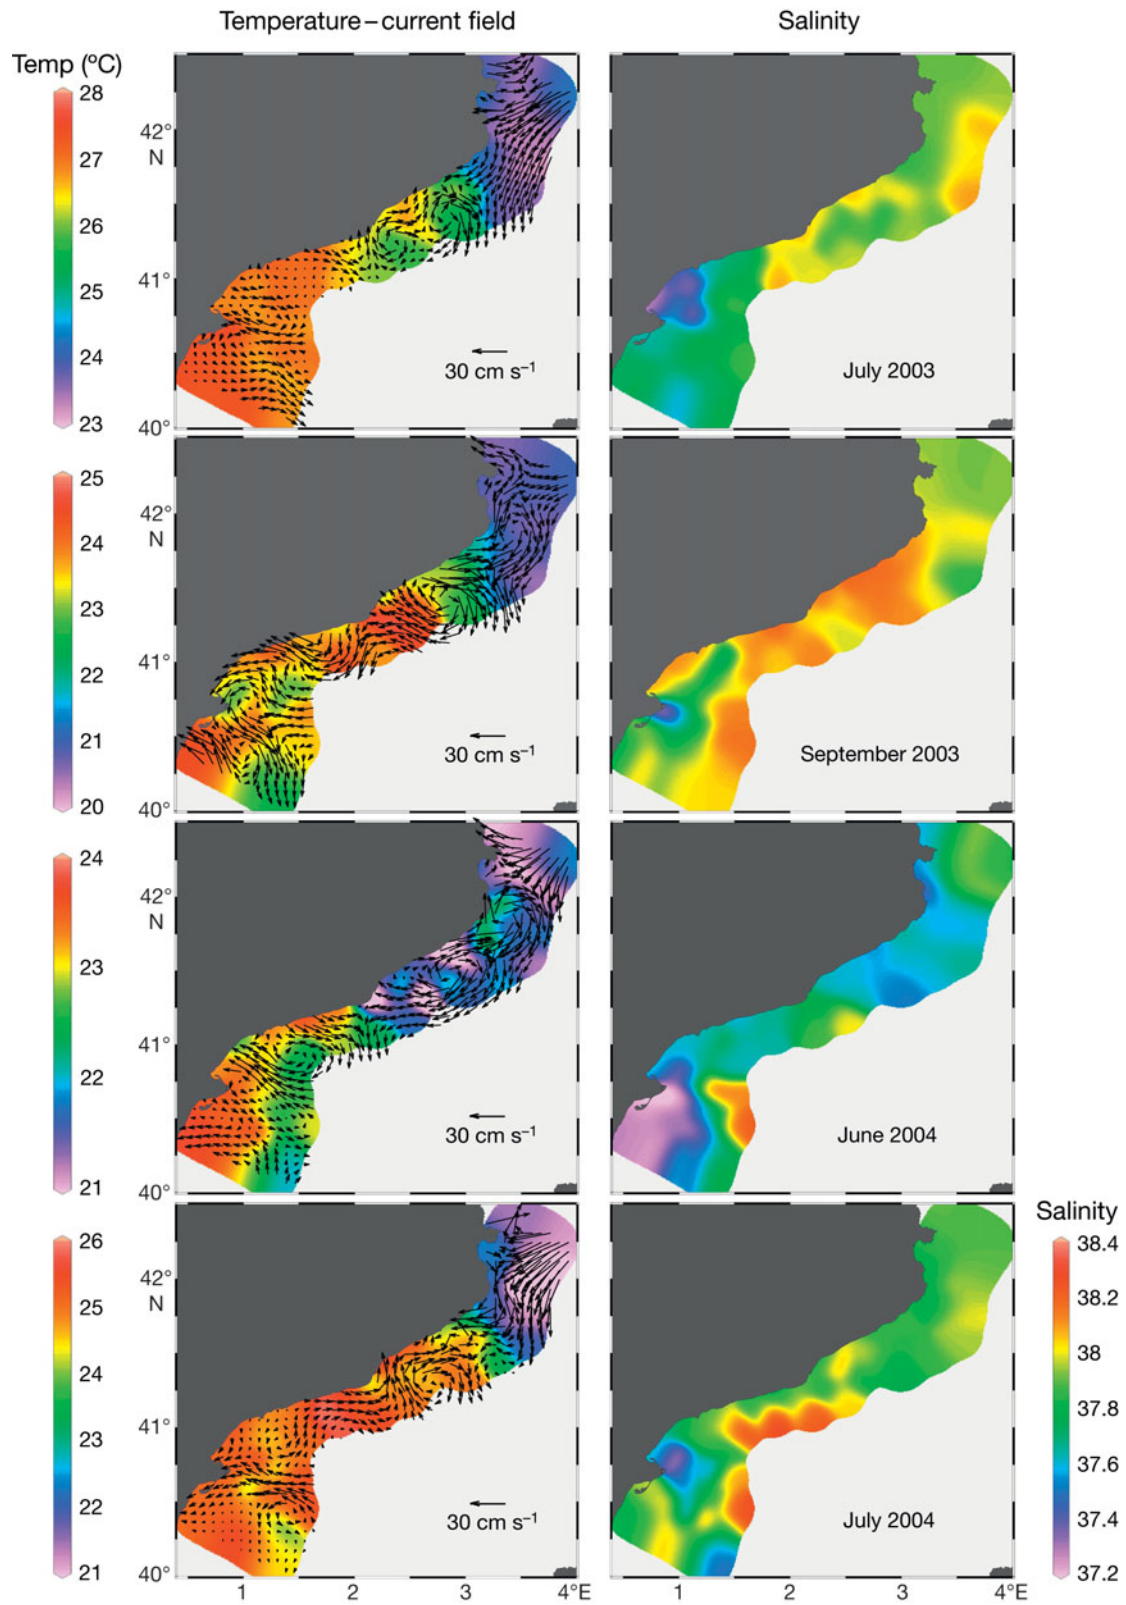 Temperature–current field
Salinity
Temp (ºC)
28
27
26
25
24
23
42°
N
41°
40°
30 cm s⁻¹
July 2003
25
24
23
22
21
20
42°
N
41°
40°
30 cm s⁻¹
September 2003
24
23
22
21
42°
N
41°
40°
30 cm s⁻¹
June 2004
26
25
24
23
22
21
42°
N
41°
40°
30 cm s⁻¹
July 2004
Salinity
38.4
38.2
38
37.8
37.6
37.4
37.2
1 2 3 4°E
1 2 3 4°E